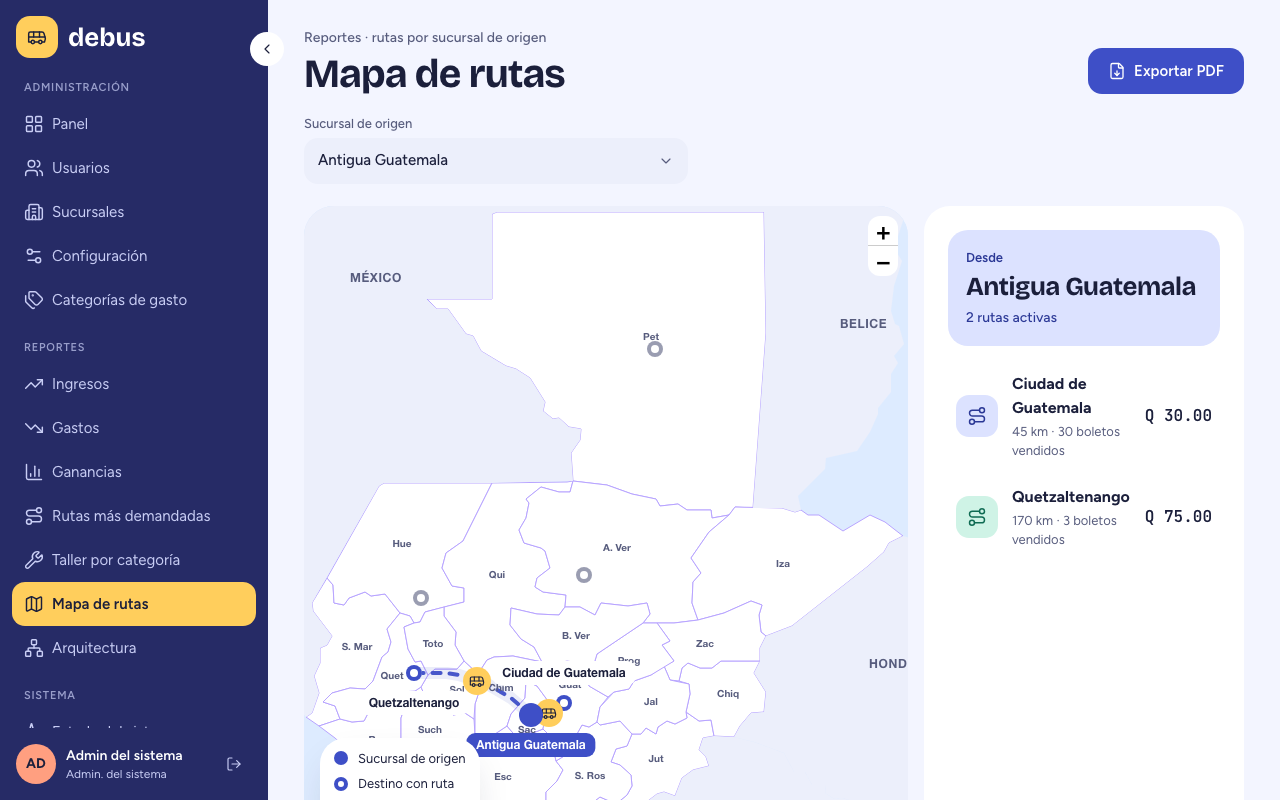 debus
ADMINISTRACIÓN
Panel
Usuarios
Sucursales
Configuración
Categorías de gasto
REPORTES
Ingresos
Gastos
Ganancias
Rutas más demandadas
Taller por categoría
Mapa de rutas
Arquitectura
SISTEMA
AD
Admin del sistema
Admin. del sistema
Reportes · rutas por sucursal de origen
Mapa de rutas
Exportar PDF
Sucursal de origen
Antigua Guatemala
+
−
MÉXICO
BELICE
Pet
Hue
Qui
A. Ver
Iza
S. Mar
Toto
B. Ver
Zac
HOND
Quet
Chim
Ciudad de Guatemala
Chiq
Jal
Quetzaltenango
Such
Sac
Antigua Guatemala
Jut
Esc
S. Ros
Sucursal de origen
Destino con ruta
Desde
Antigua Guatemala
2 rutas activas
Ciudad de
Guatemala
45 km · 30 boletos
vendidos
Q 30.00
Quetzaltenango
170 km · 3 boletos
vendidos
Q 75.00